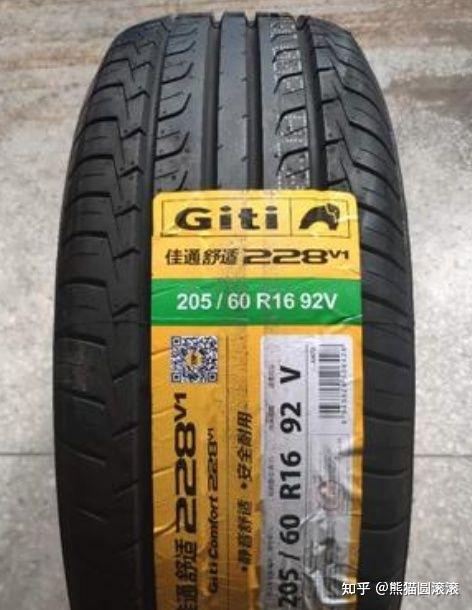 Giti
佳通舒适 228V1
205 / 60 R16 92V
佳通舒适 228V1
Giti Comfort 228V1
•静音舒适 •安全耐用
205 / 60 R16 92 V
知乎 @熊猫圆滚滚